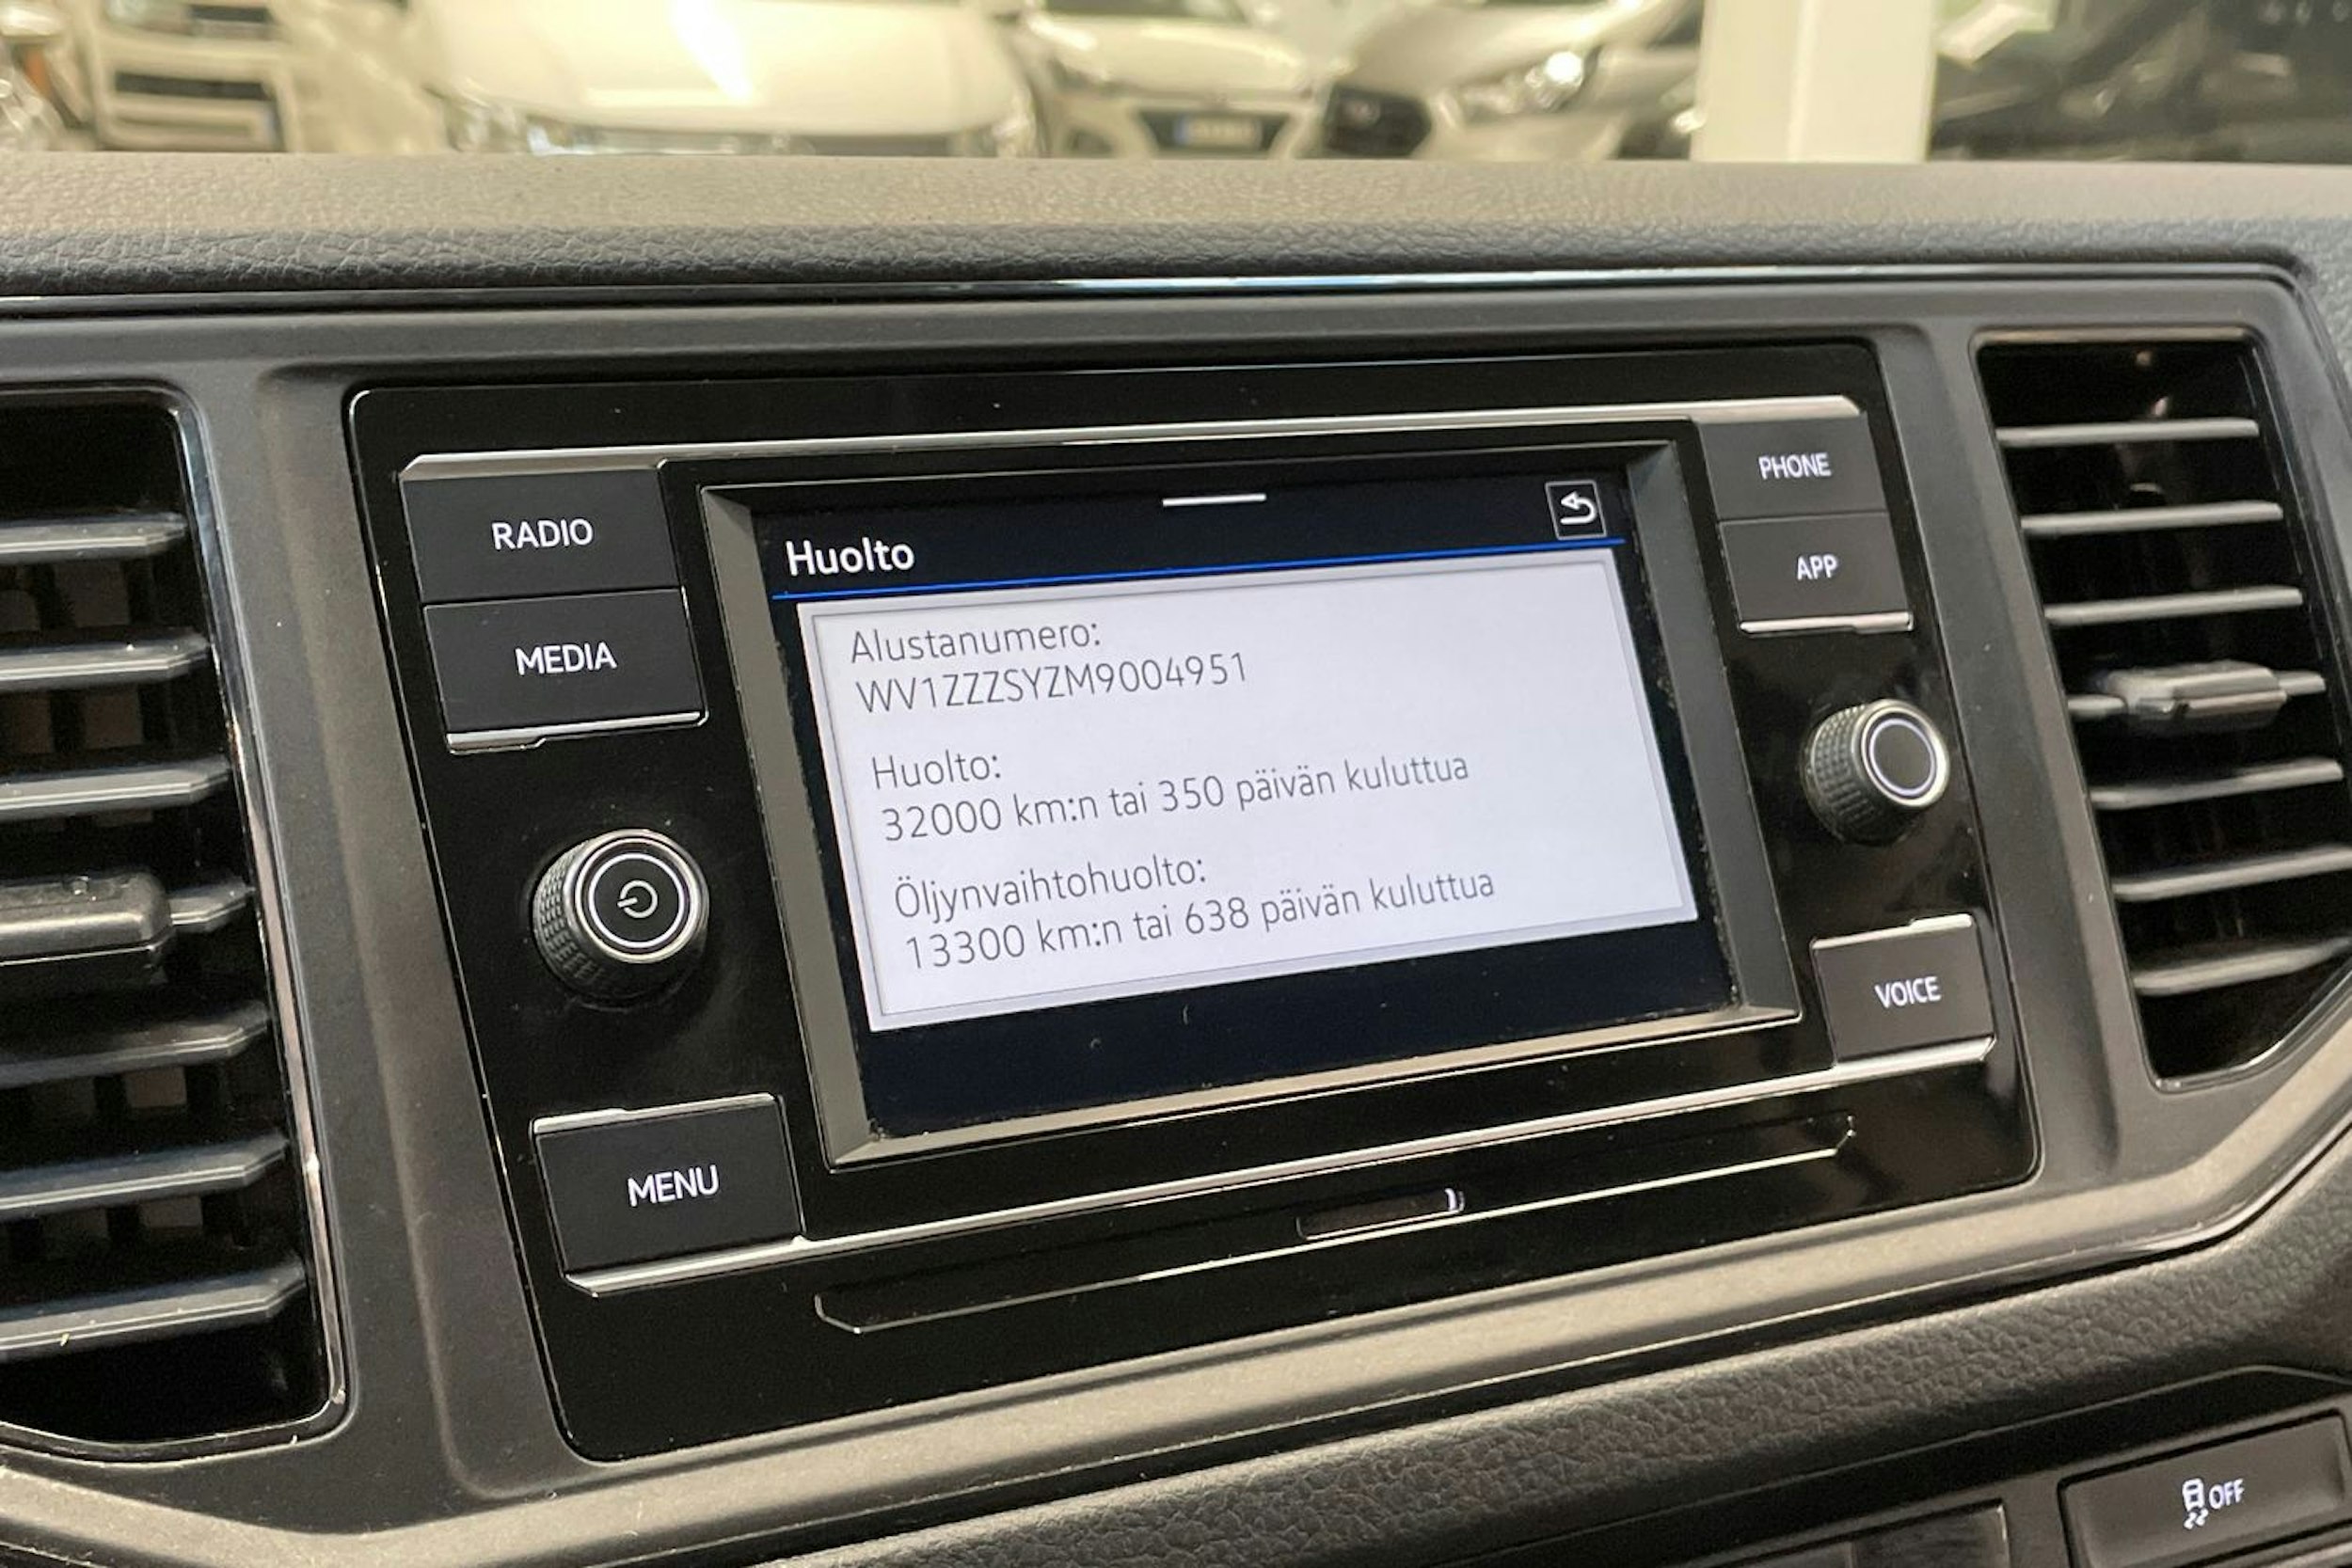 RADIO
MEDIA
MENU
PHONE
APP
VOICE
Huolto
Alustanumero:
WV1ZZZSYZM9004951
Huolto:
32000 km:n tai 350 päivän kuluttua
Öljynvaihtohuolto:
13300 km:n tai 638 päivän kuluttua
OFF